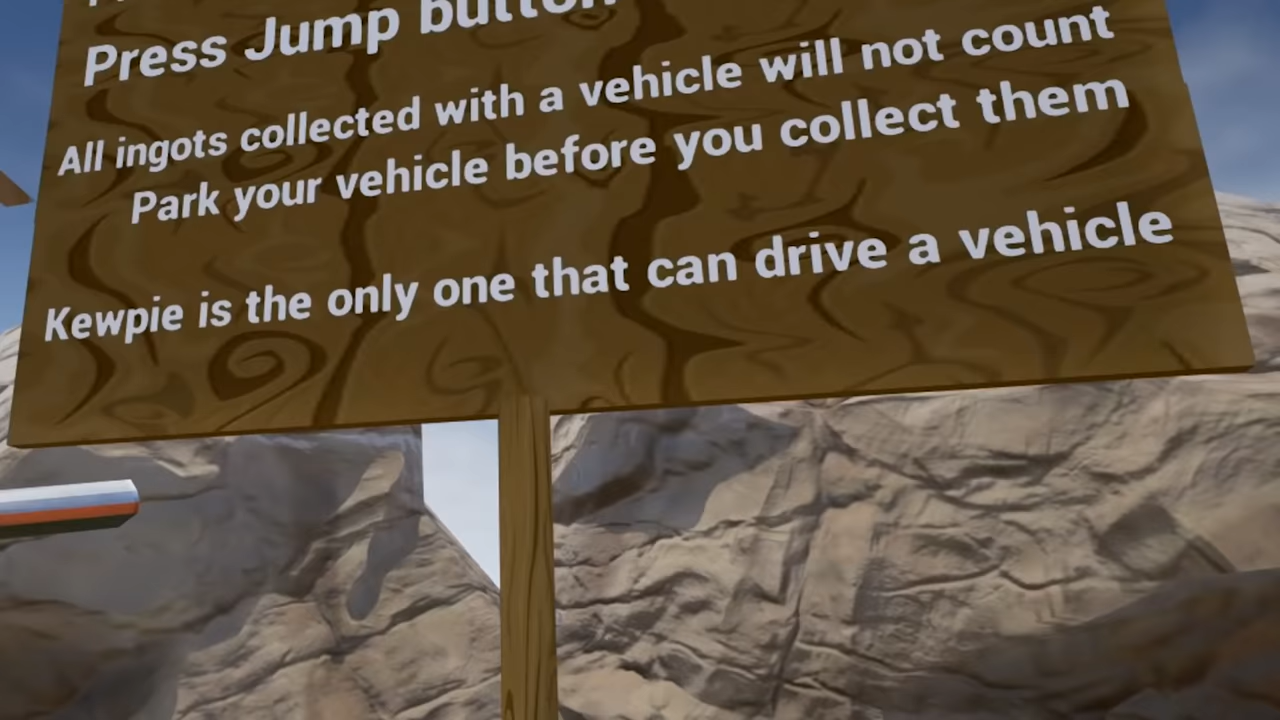 Press Jump button
All ingots collected with a vehicle will not count
Park your vehicle before you collect them
Kewpie is the only one that can drive a vehicle